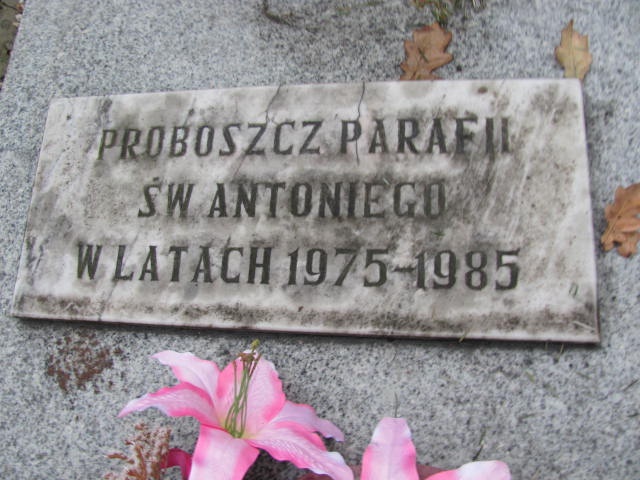 PROBOSZCZ PARAFII
ŚW ANTONIEGO
W LATACH 1975-1985